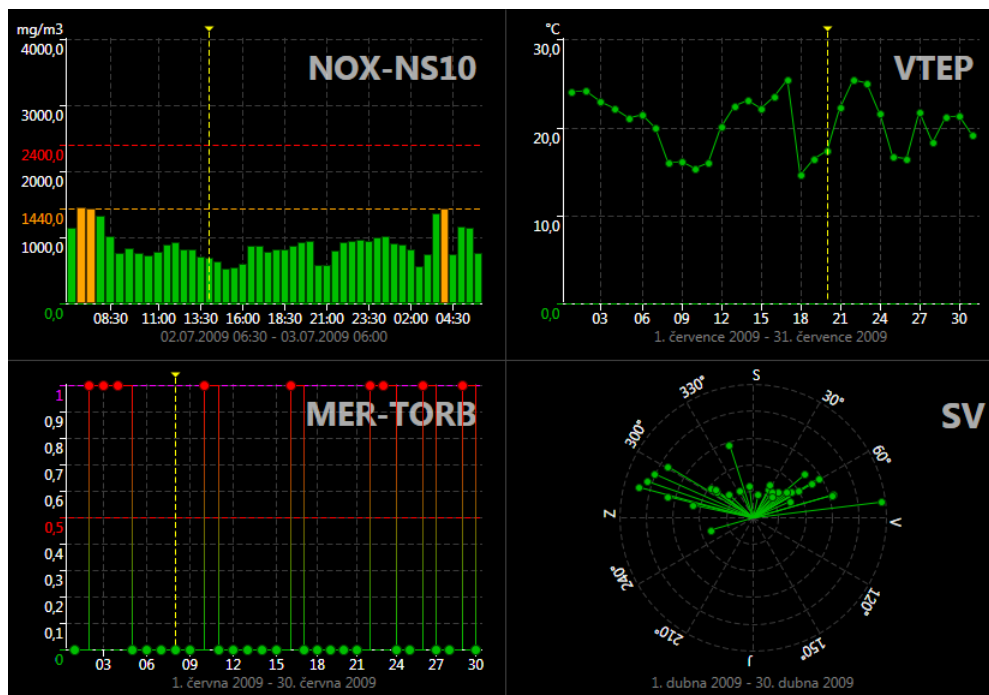 mg/m3
NOX-NS10
4000,0
3000,0
2400,0
2000,0
1440,0
1000,0
0,0
08:30 11:00 13:30 16:00 18:30 21:00 23:30 02:00 04:30
02.07.2009 06:30 - 03.07.2009 06:00
°C
VTEP
30,0
20,0
10,0
0,0
03 06 09 12 15 18 21 24 27 30
1. července 2009 - 31. července 2009
MER-TORB
1
0,9
0,8
0,7
0,6
0,5
0,4
0,3
0,2
0,1
0
03 06 09 12 15 18 21 24 27 30
1. června 2009 - 30. června 2009
SV
S
30°
60°
V
120°
150°
J
210°
240°
Z
300°
330°
1. dubna 2009 - 30. dubna 2009